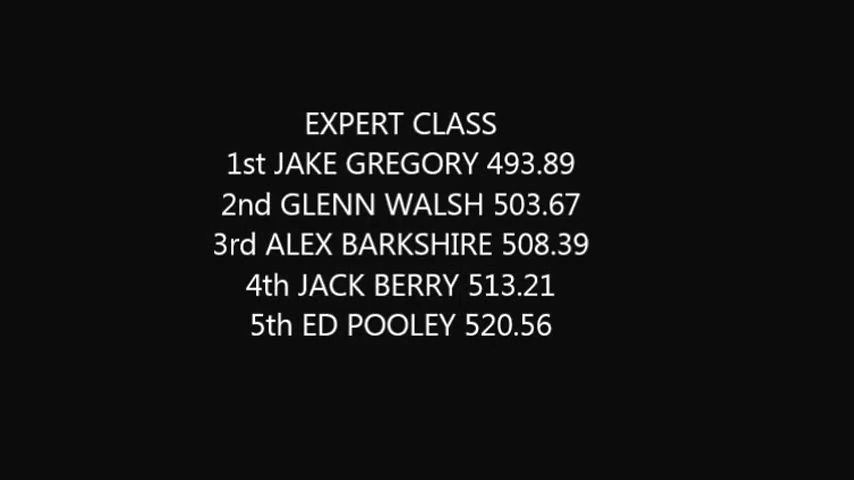 EXPERT CLASS
1st JAKE GREGORY 493.89
2nd GLENN WALSH 503.67
3rd ALEX BARKSHIRE 508.39
4th JACK BERRY 513.21
5th ED POOLEY 520.56